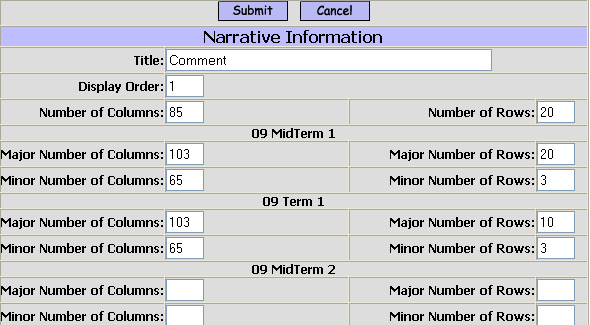 Submit Cancel
Narrative Information
Title: Comment
Display Order: 1
Number of Columns: 85 Number of Rows: 20
09 MidTerm 1
Major Number of Columns: 103 Major Number of Rows: 20
Minor Number of Columns: 65 Minor Number of Rows: 3
09 Term 1
Major Number of Columns: 103 Major Number of Rows: 10
Minor Number of Columns: 65 Minor Number of Rows: 3
09 MidTerm 2
Major Number of Columns: Major Number of Rows:
Minor Number of Columns: Minor Number of Rows: